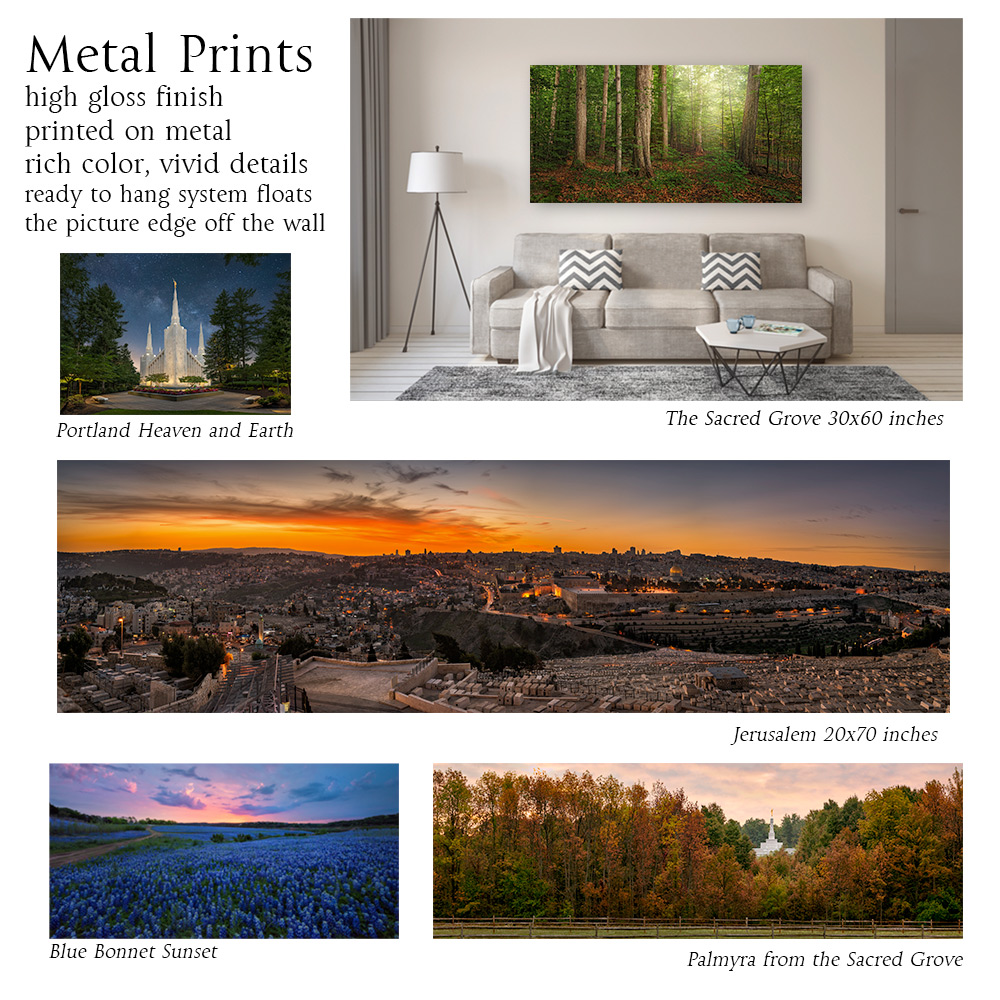 Metal Prints
high gloss finish
printed on metal
rich color, vivid details
ready to hang system floats
the picture edge off the wall
Portland Heaven and Earth
The Sacred Grove 30x60 inches
Jerusalem 20x70 inches
Blue Bonnet Sunset
Palmyra from the Sacred Grove